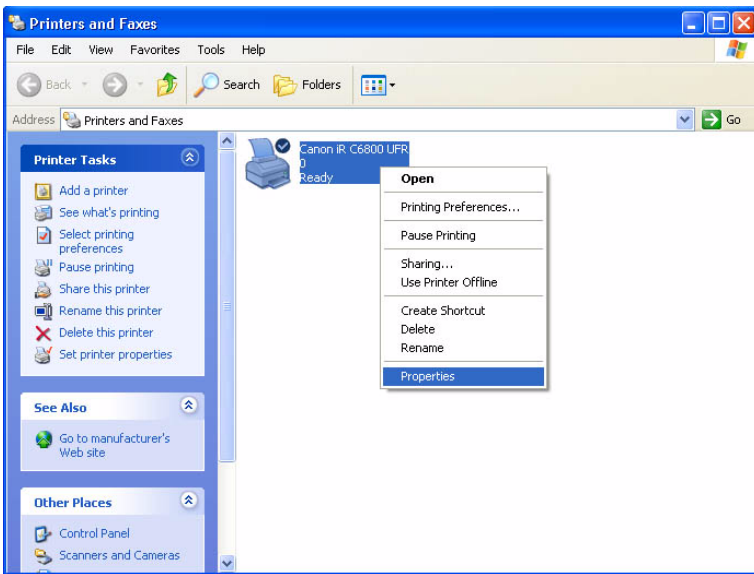 Printers and Faxes
File Edit View Favorites Tools Help
Back Search Folders
Address Printers and Faxes Go
Printer Tasks
Add a printer
See what's printing
Select printing
preferences
Pause printing
Share this printer
Rename this printer
Delete this printer
Set printer properties
See Also
Go to manufacturer's
Web site
Other Places
Control Panel
Scanners and Cameras
Canon iR C6800 UFR
0
Ready
Open
Printing Preferences...
Pause Printing
Sharing...
Use Printer Offline
Create Shortcut
Delete
Rename
Properties